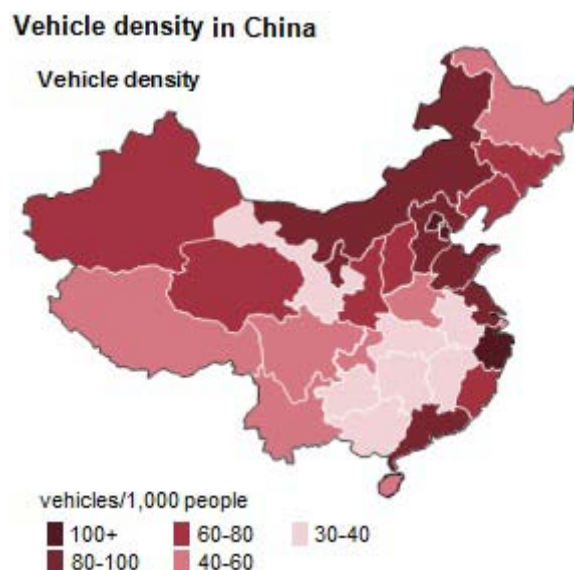 Vehicle density in China
Vehicle density
vehicles/1,000 people
100+ 60-80 30-40
80-100 40-60